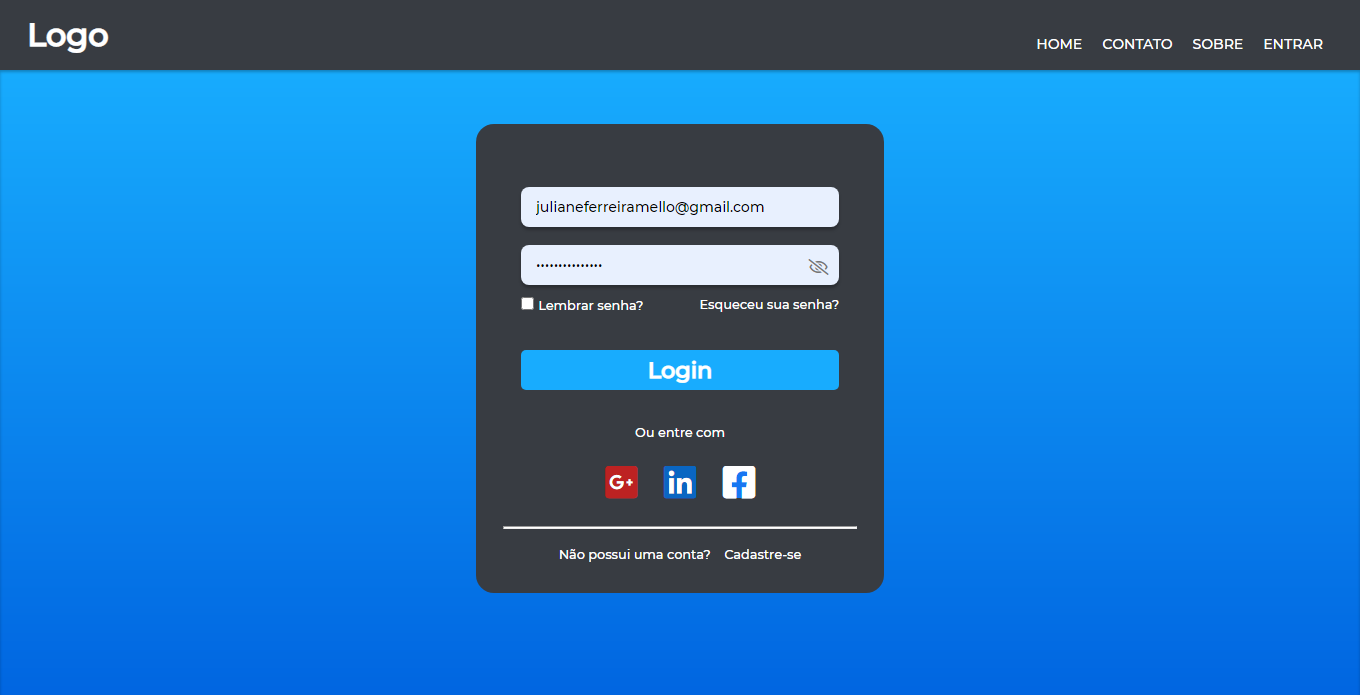 Logo
HOME CONTATO SOBRE ENTRAR
julianeferreiramello@gmail.com
•••••••••••••••
Lembrar senha? Esqueceu sua senha?
Login
Ou entre com
G+ in f
Não possui uma conta? Cadastre-se